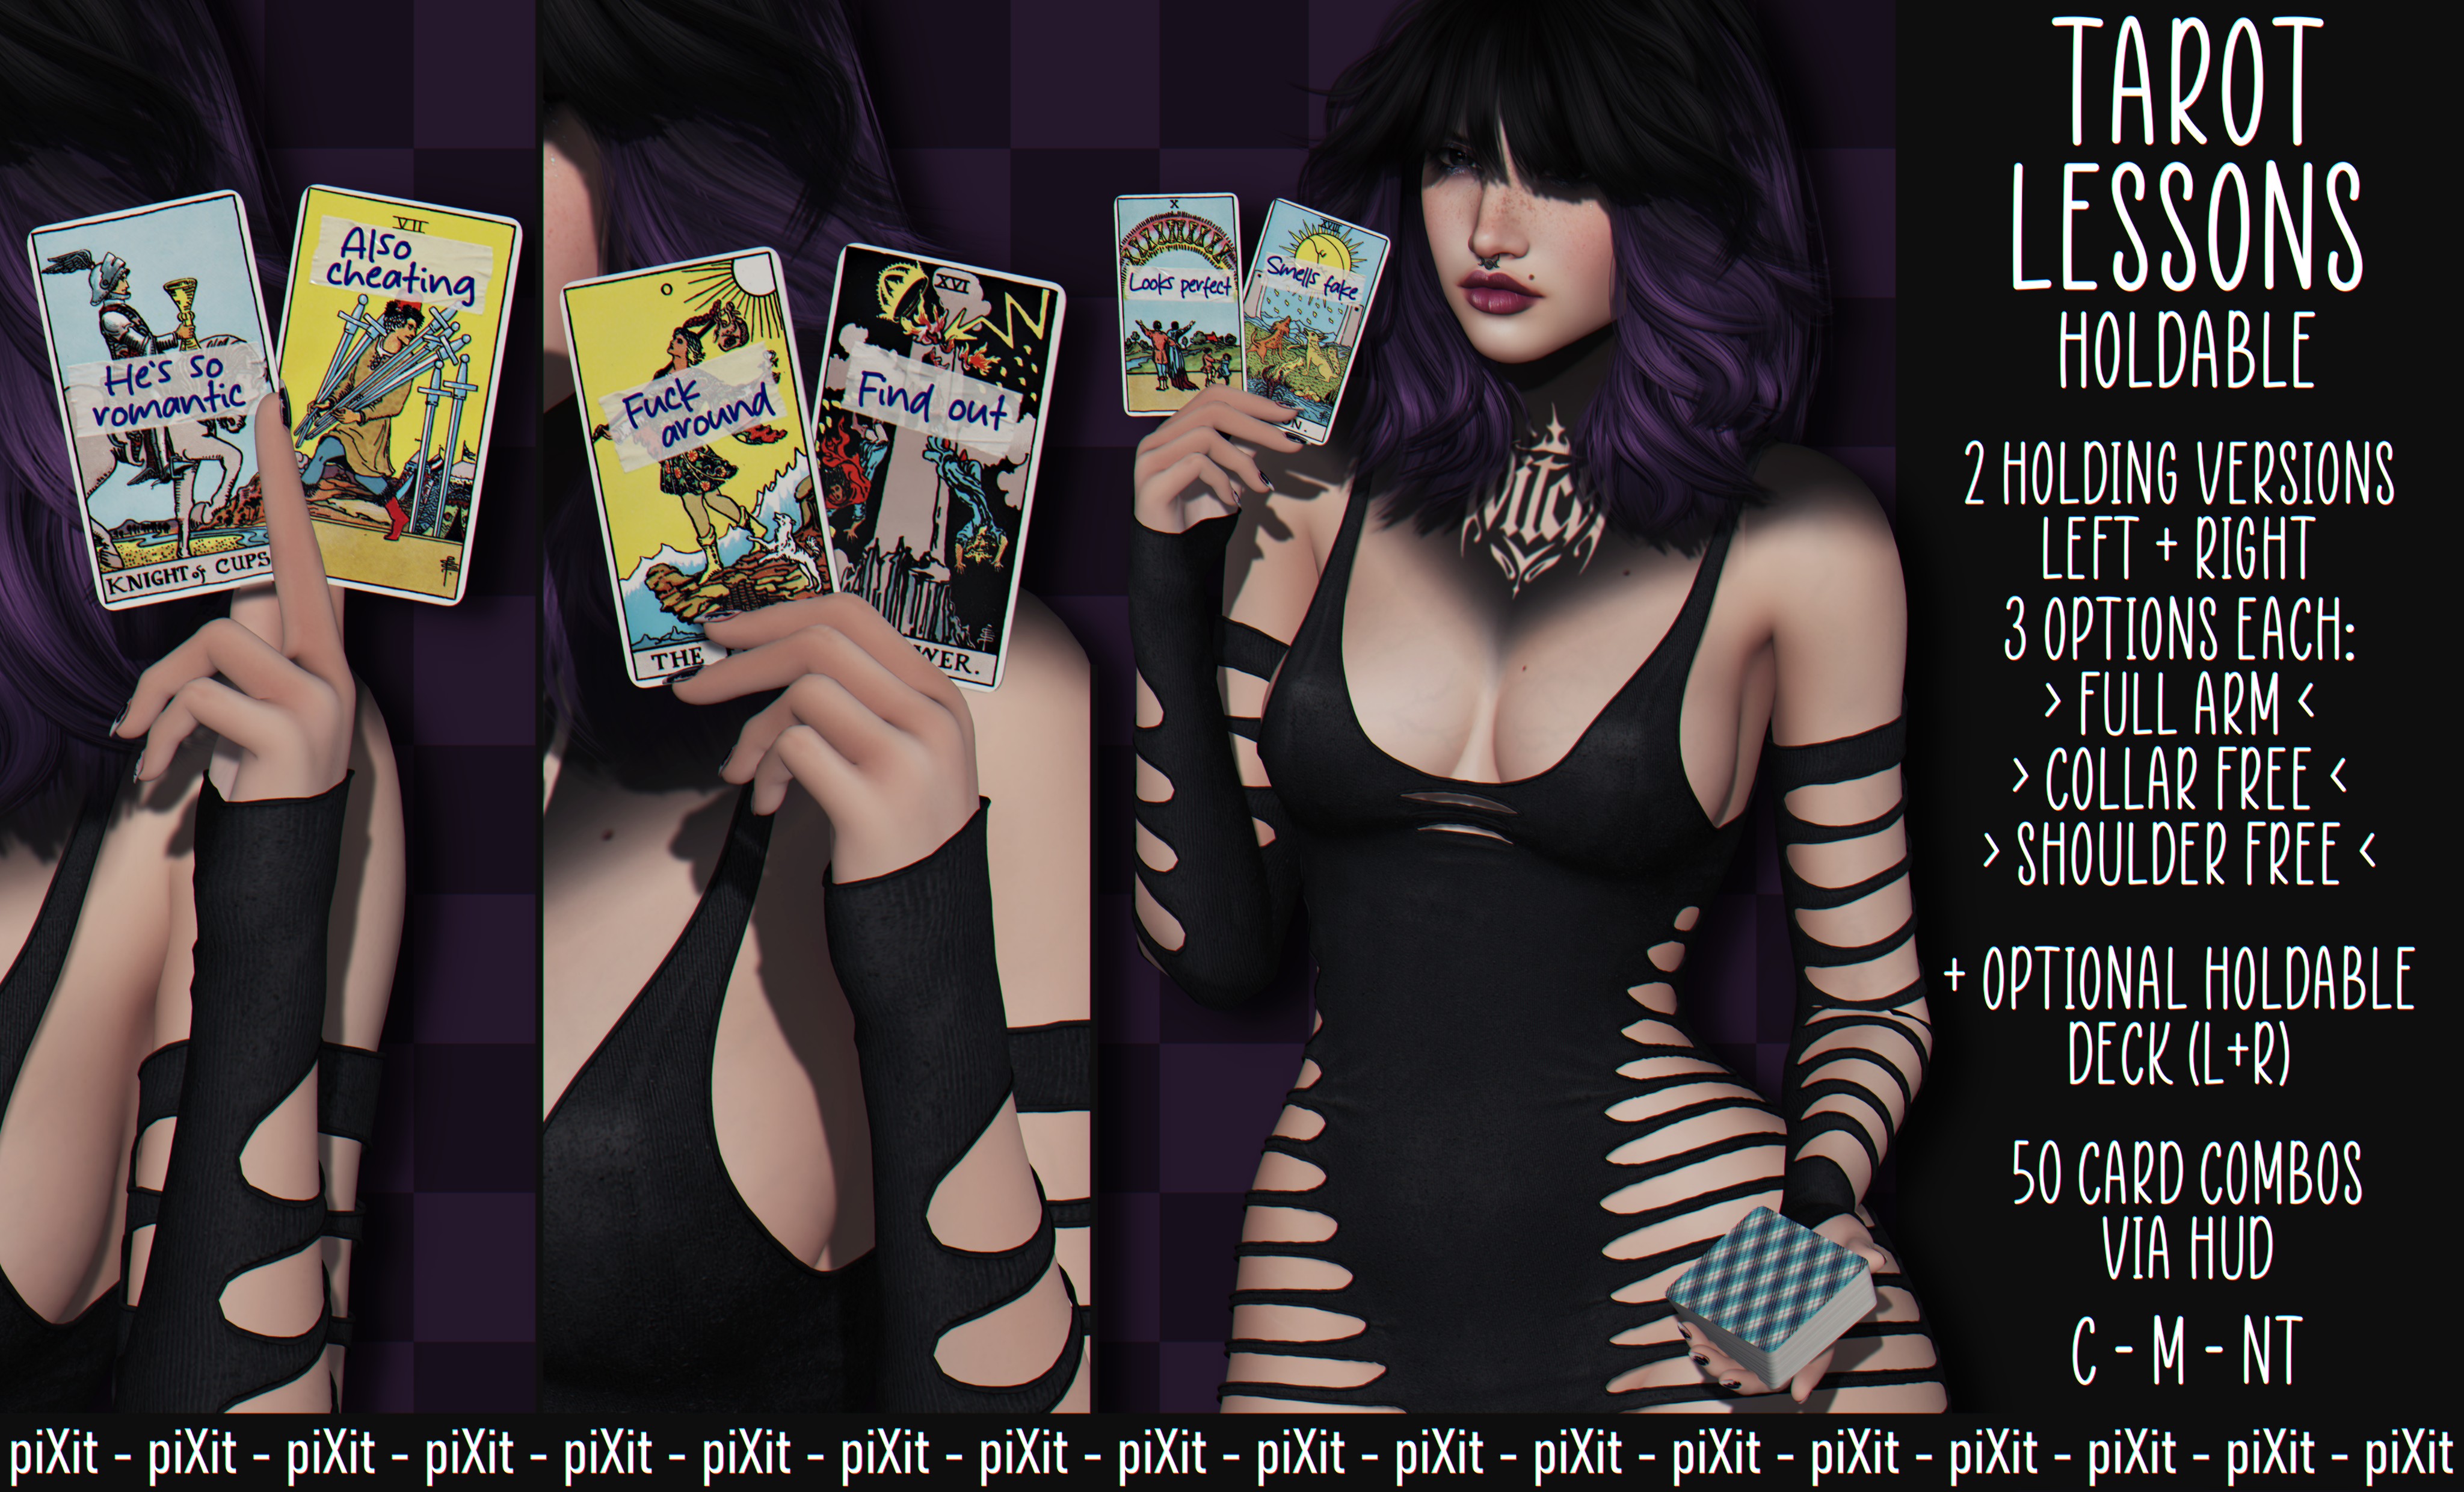 He's so
romantic
KNIGHT of CUPS
VII
Also
cheating
0
Fuck
around
THE
XVI
Find out
WER.
X
Looks perfect
XVIII
Smells fake
ON.
TAROT
LESSONS
HOLDABLE
2 HOLDING VERSIONS
LEFT + RIGHT
3 OPTIONS EACH:
> FULL ARM <
> COLLAR FREE <
> SHOULDER FREE <
+ OPTIONAL HOLDABLE
DECK (L+R)
50 CARD COMBOS
VIA HUD
C - M - NT
piXit - piXit - piXit - piXit - piXit - piXit - piXit - piXit - piXit - piXit - piXit - piXit - piXit - piXit - piXit - piXit - piXit - piXit